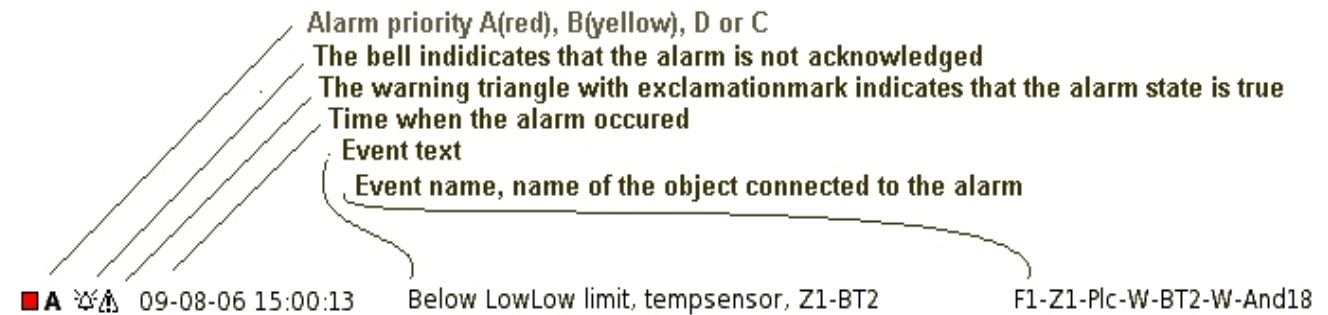 Alarm priority A(red), B(yellow), D or C
The bell indidicates that the alarm is not acknowledged
The warning triangle with exclamationmark indicates that the alarm state is true
Time when the alarm occured
Event text
Event name, name of the object connected to the alarm
A 09-08-06 15:00:13 Below LowLow limit, tempsensor, Z1-BT2 F1-Z1-Plc-W-BT2-W-And18